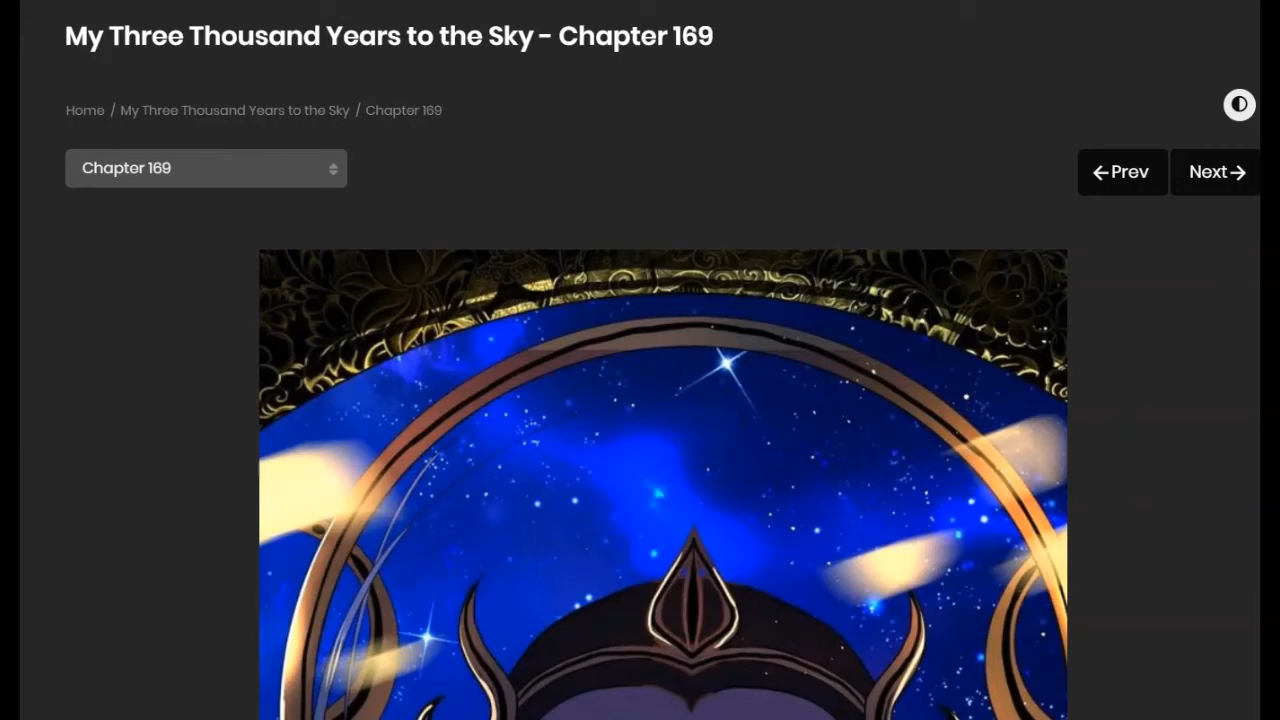 My Three Thousand Years to the Sky - Chapter 169
Home / My Three Thousand Years to the Sky / Chapter 169
Chapter 169
←Prev Next→